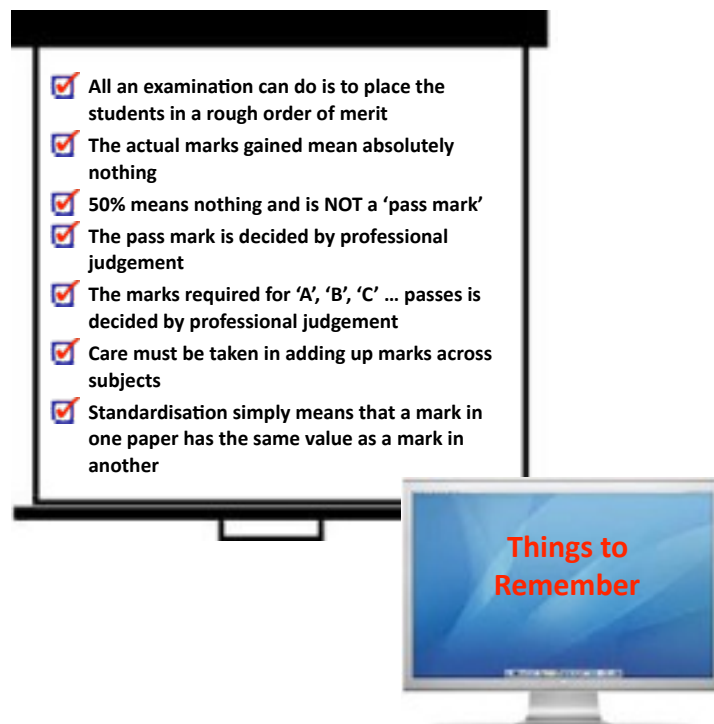 All an examination can do is to place the
students in a rough order of merit
The actual marks gained mean absolutely
nothing
50% means nothing and is NOT a ‘pass mark’
The pass mark is decided by professional
judgement
The marks required for ‘A’, ‘B’, ‘C’ … passes is
decided by professional judgement
Care must be taken in adding up marks across
subjects
Standardisation simply means that a mark in
one paper has the same value as a mark in
another
Things to
Remember